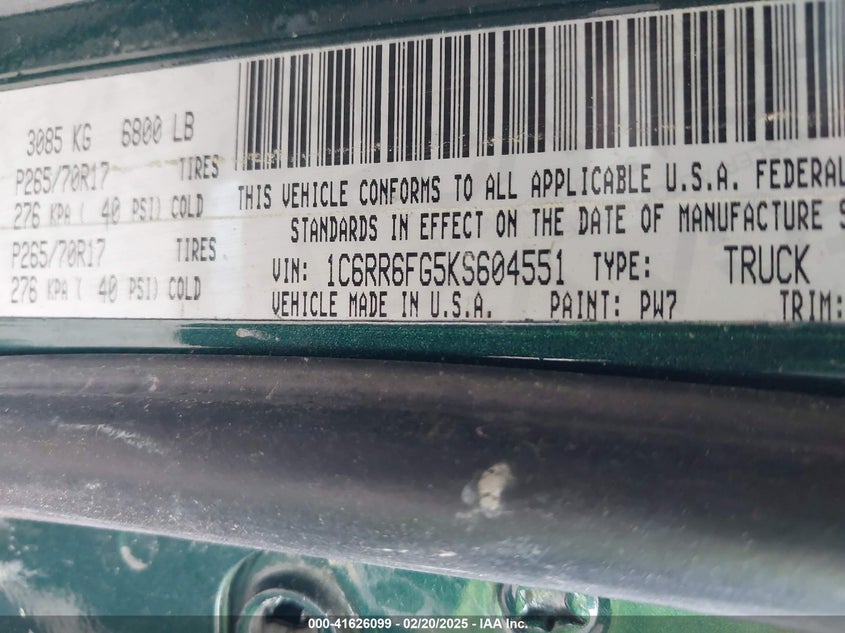 3085 KG 6800 LB
P265/70R17 TIRES
276 KPA ( 40 PSI) COLD
P265/70R17 TIRES
276 KPA ( 40 PSI) COLD
THIS VEHICLE CONFORMS TO ALL APPLICABLE U.S.A. FEDERAL
STANDARDS IN EFFECT ON THE DATE OF MANUFACTURE S
VIN: 1C6RR6FG5KS604551 TYPE: TRUCK
VEHICLE MADE IN U.S.A. PAINT: PW7 TRIM:
000-41626099 — 02/20/2025 — IAA Inc.